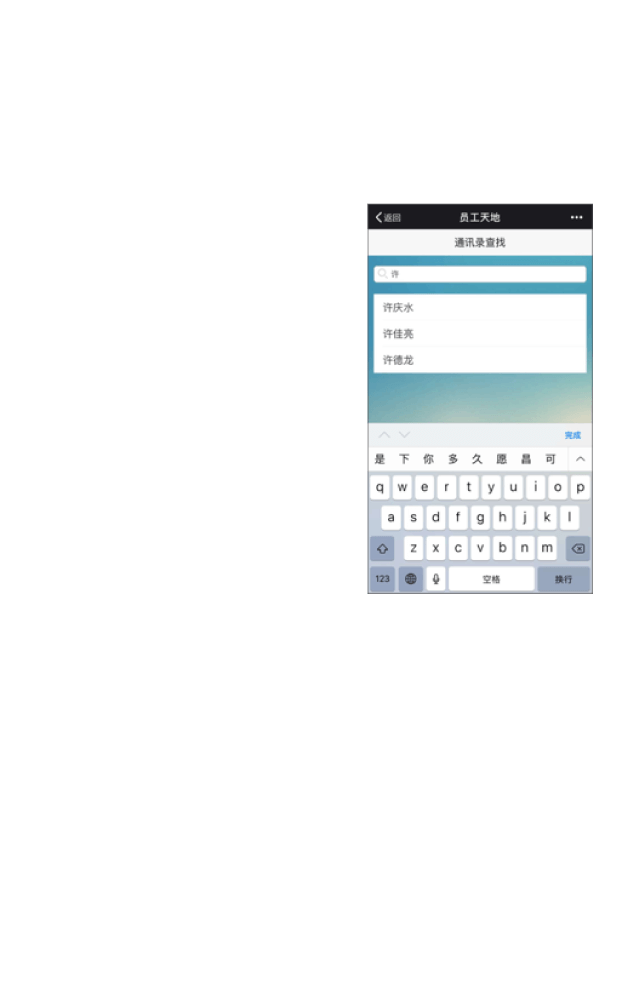 返回 员工天地 •••
通讯录查找
许
许庆水
许佳亮
许德龙
完成
是 下 你 多 久 愿 昌 可
q w e r t y u i o p
a s d f g h j k l
z x c v b n m
123 空格 换行